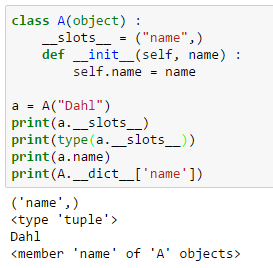 class A(object) :
    __slots__ = ("name",)
    def __init__(self, name) :
        self.name = name

a = A("Dahl")
print(a.__slots__)
print(type(a.__slots__))
print(a.name)
print(A.__dict__['name'])
('name',)
<type 'tuple'>
Dahl
<member 'name' of 'A' objects>